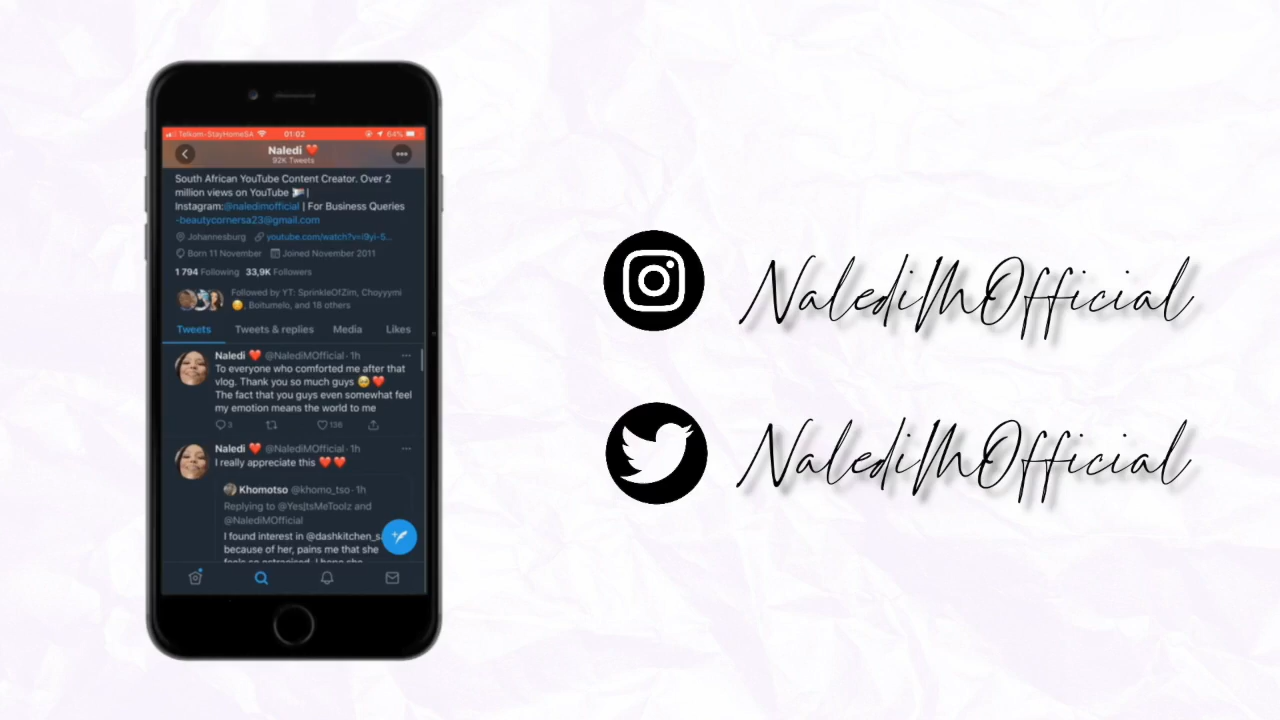 Telkom-StayHomeSA 01:02 64%
Naledi ❤️
92K Tweets
South African YouTube Content Creator. Over 2
million views on YouTube 🇿🇦 |
Instagram:@naledimofficial | For Business Queries
-beautycornersa23@gmail.com
Johannesburg youtube.com/watch?v=I9yi-5...
Born 11 November Joined November 2011
1 794 Following 33,9K Followers
Followed by YT: SprinkleOfZim, Choyyymi
, Boitumelo, and 18 others
Tweets Tweets & replies Media Likes
Naledi ❤️ @NalediMOfficial · 1h
To everyone who comforted me after that
vlog. Thank you so much guys 🥺❤️
The fact that you guys even somewhat feel
my emotion means the world to me
3 136
Naledi ❤️ @NalediMOfficial · 1h
I really appreciate this ❤️❤️
Khomotso @khomo_tso · 1h
Replying to @YesItsMeToolz and
@NalediMOfficial
I found interest in @dashkitchen_s
because of her, pains me that she
NalediMOfficial
NalediMOfficial